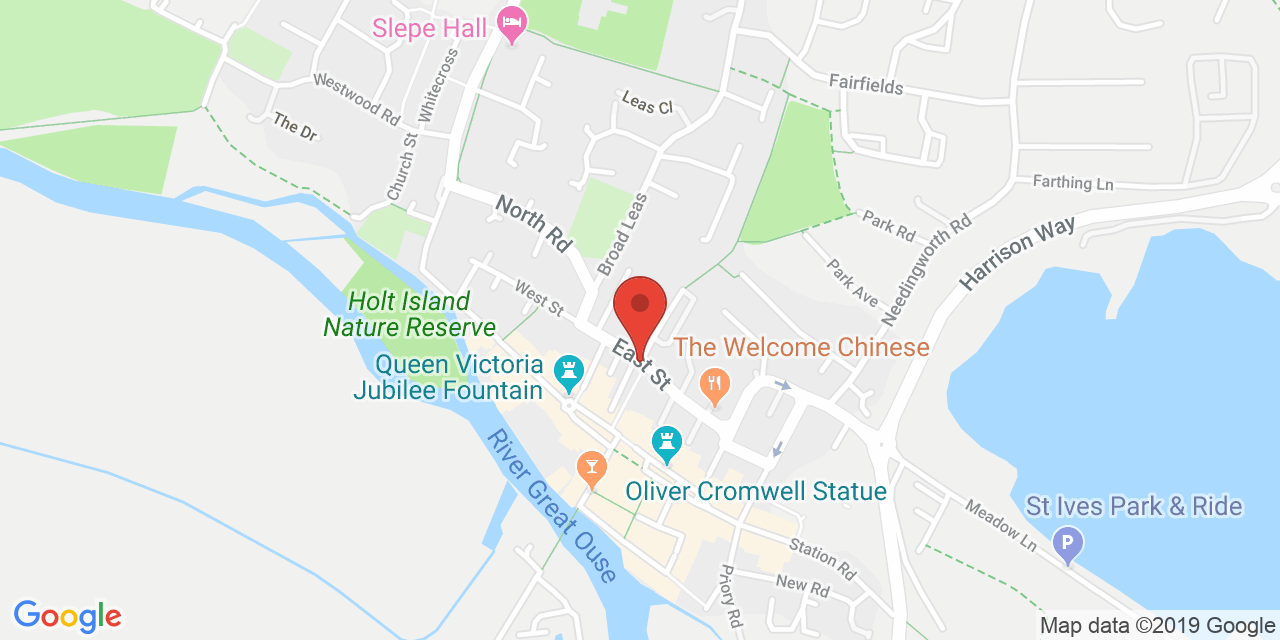 Slepe Hall
Whitecross
Westwood Rd
The Dr
Church St
Leas Cl
Fairfields
Farthing Ln
North Rd
Broad Leas
Park Rd
Needingworth Rd
Harrison Way
Park Ave
West St
Holt Island
Nature Reserve
East St
The Welcome Chinese
Queen Victoria
Jubilee Fountain
River Great Ouse
Oliver Cromwell Statue
St Ives Park & Ride
P
Meadow Ln
Station Rd
New Rd
Priory Rd
Google
Map data ©2019 Google